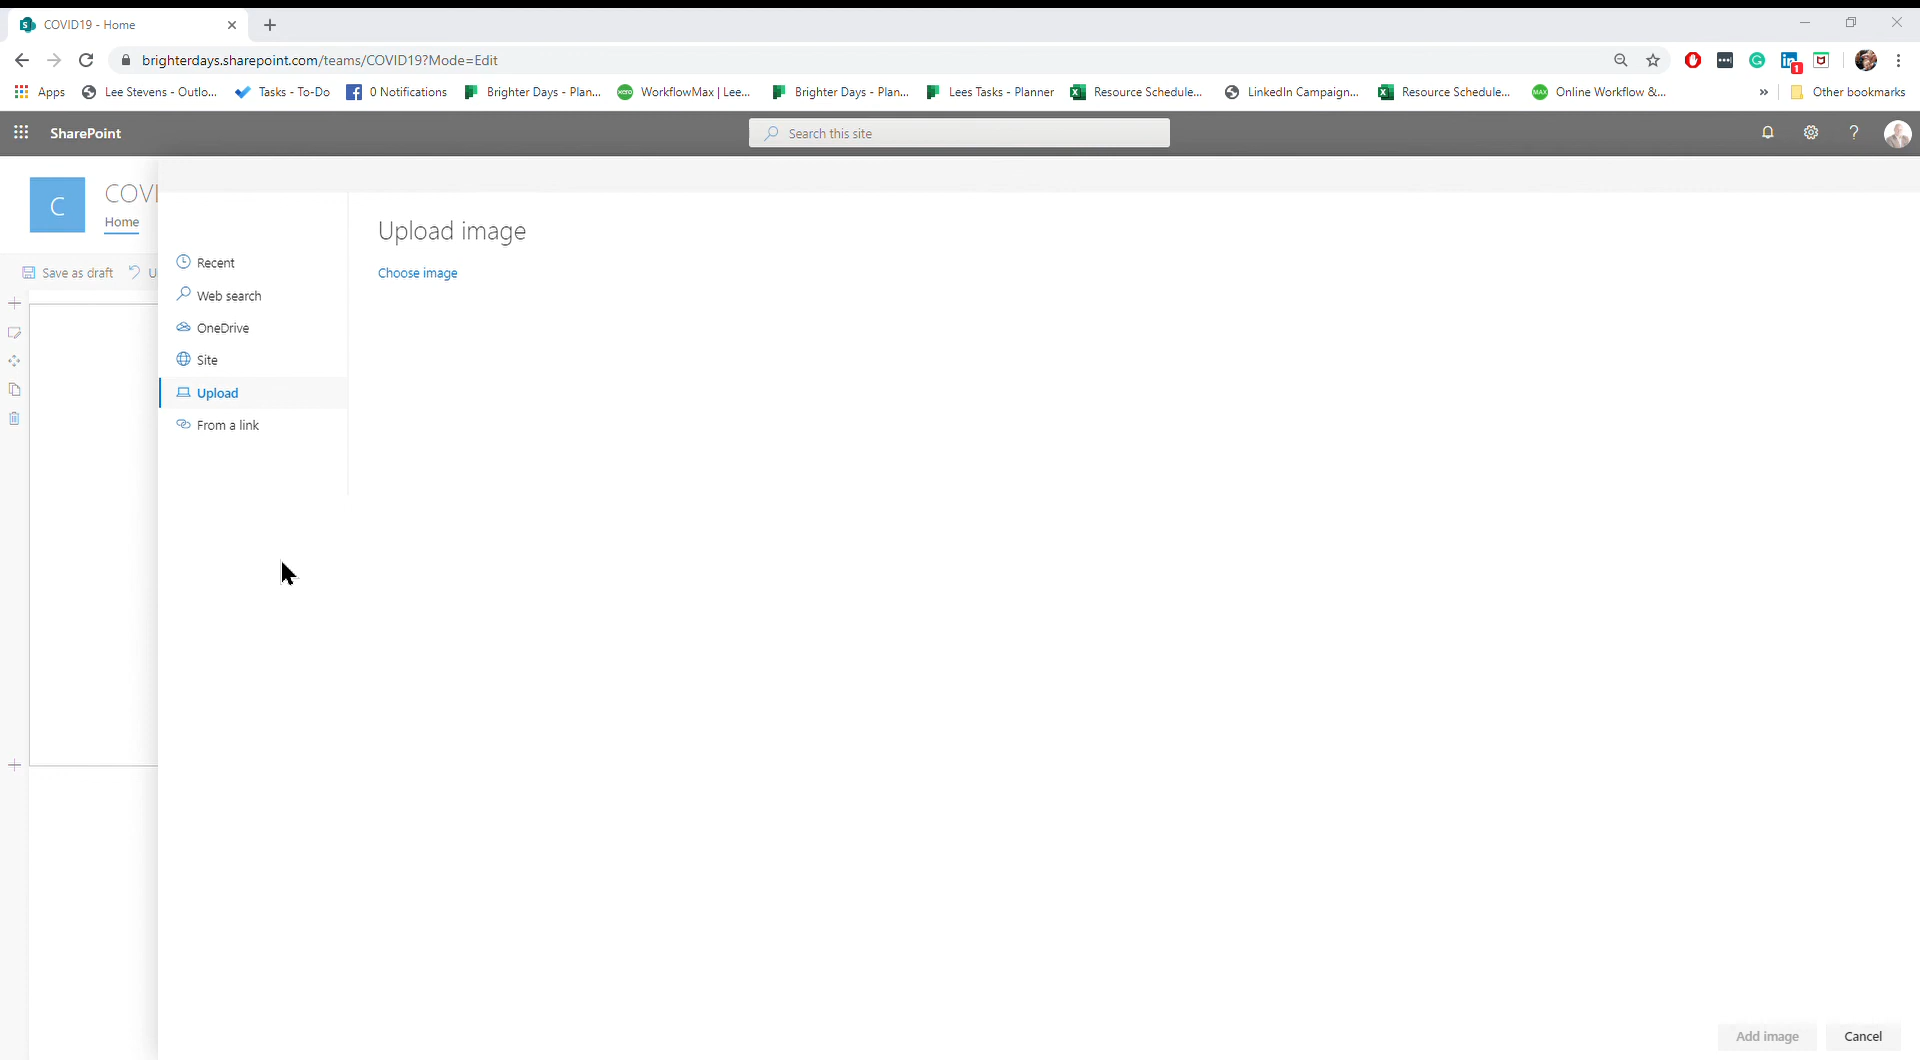 COVID19 - Home
brighterdays.sharepoint.com/teams/COVID19?Mode=Edit
1
Apps
Lee Stevens - Outlo...
Tasks - To-Do
0 Notifications
Brighter Days - Plan...
xero
WorkflowMax | Lee...
Brighter Days - Plan...
Lees Tasks - Planner
Resource Schedule...
LinkedIn Campaign...
Resource Schedule...
MAX
Online Workflow &...
Other bookmarks
SharePoint
Search this site
C
COVI
Home
Save as draft
U
Upload image
Choose image
Recent
Web search
OneDrive
Site
Upload
From a link
Add image
Cancel